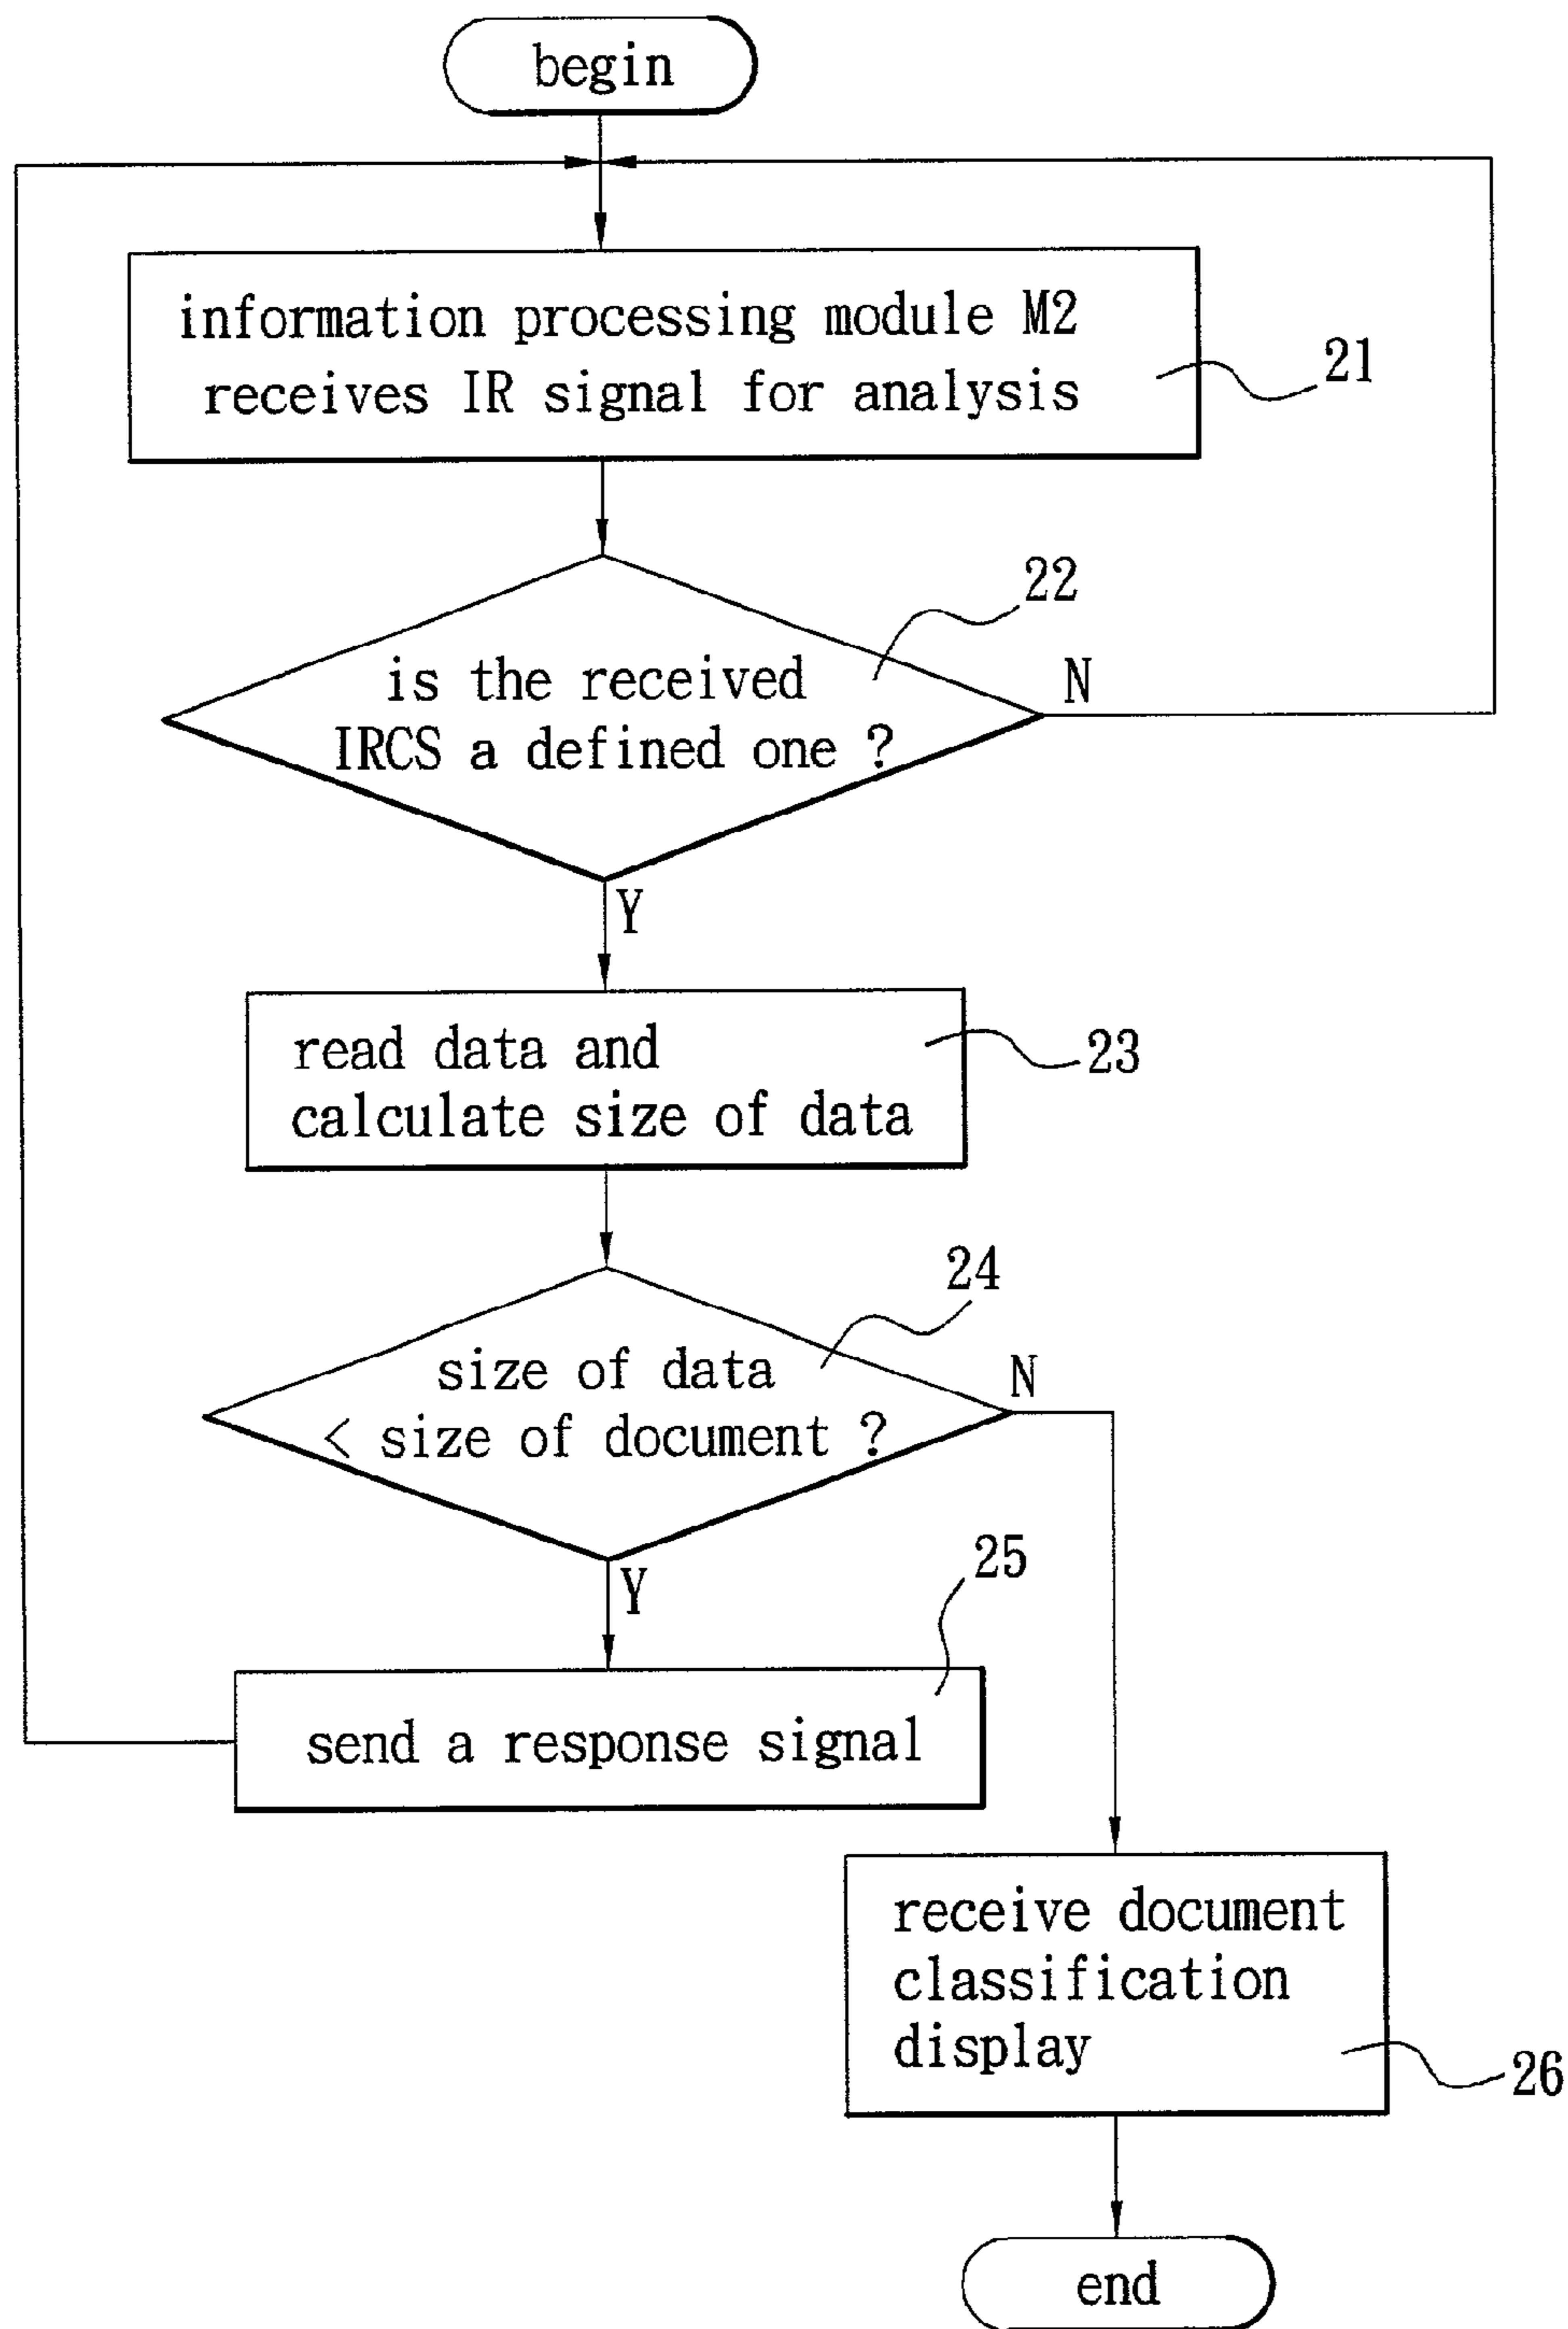 begin
information processing module M2
receives IR signal for analysis
21
22
is the received
IRCS a defined one ?
N
Y
read data and
calculate size of data
23
24
size of data
< size of document ?
N
Y
25
send a response signal
receive document
classification
display
26
end